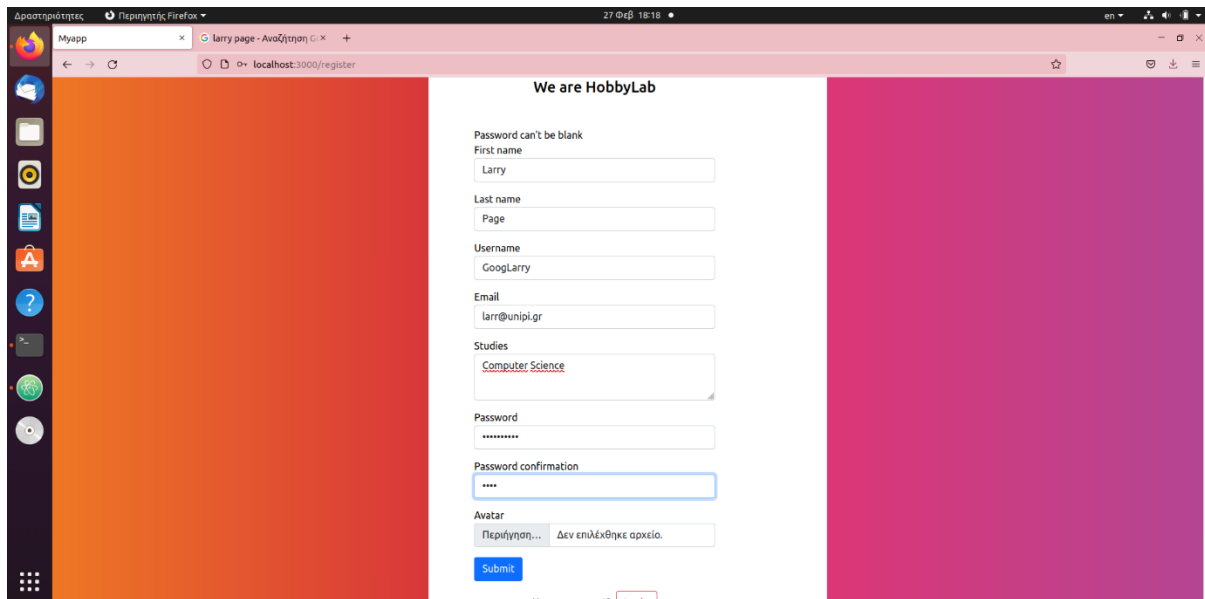 Δραστηριότητες Περιηγητής Firefox 27 Φεβ 18:18 en
Myapp larry page - Αναζήτηση
localhost:3000/register
We are HobbyLab
Password can't be blank
First name
Larry
Last name
Page
Username
GoogLarry
Email
larr@unipi.gr
Studies
Computer Science
Password
••••••••••
Password confirmation
••••
Avatar
Περιήγηση... Δεν επιλέχθηκε αρχείο.
Submit